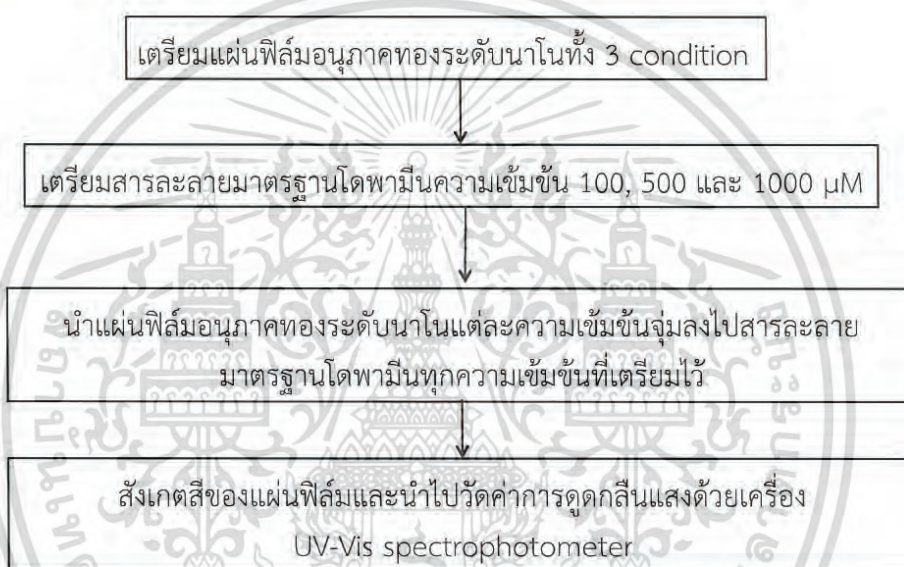 เตรียมแผ่นฟิล์มอนุภาคทองระดับนาโนทั้ง 3 condition
เตรียมสารละลายมาตรฐานโดพามีนความเข้มข้น 100, 500 และ 1000 µM
นำแผ่นฟิล์มอนุภาคทองระดับนาโนแต่ละความเข้มข้นจุ่มลงไปสารละลาย
มาตรฐานโดพามีนทุกความเข้มข้นที่เตรียมไว้
สังเกตสีของแผ่นฟิล์มและนำไปวัดค่าการดูดกลืนแสงด้วยเครื่อง
UV-Vis spectrophotometer